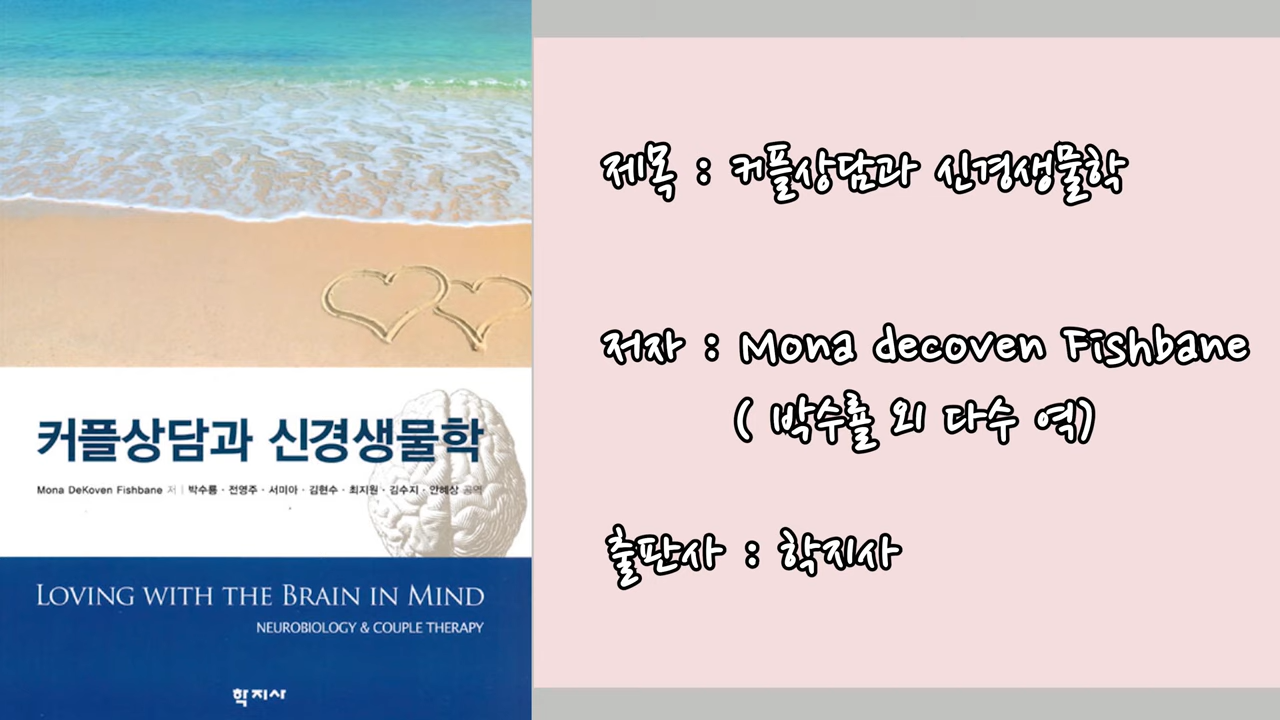 커플상담과 신경생물학
Mona DeKoven Fishbane 저 | 박수룡 · 전영주 · 서미아 · 김현수 · 최지원 · 김수지 · 안혜상 공역
LOVING WITH THE BRAIN IN MIND
NEUROBIOLOGY & COUPLE THERAPY
학지사
제목 : 커플상담과 신경생물학
저자 : Mona decoven Fishbane
( 박수룡 외 다수 역)
출판사 : 학지사